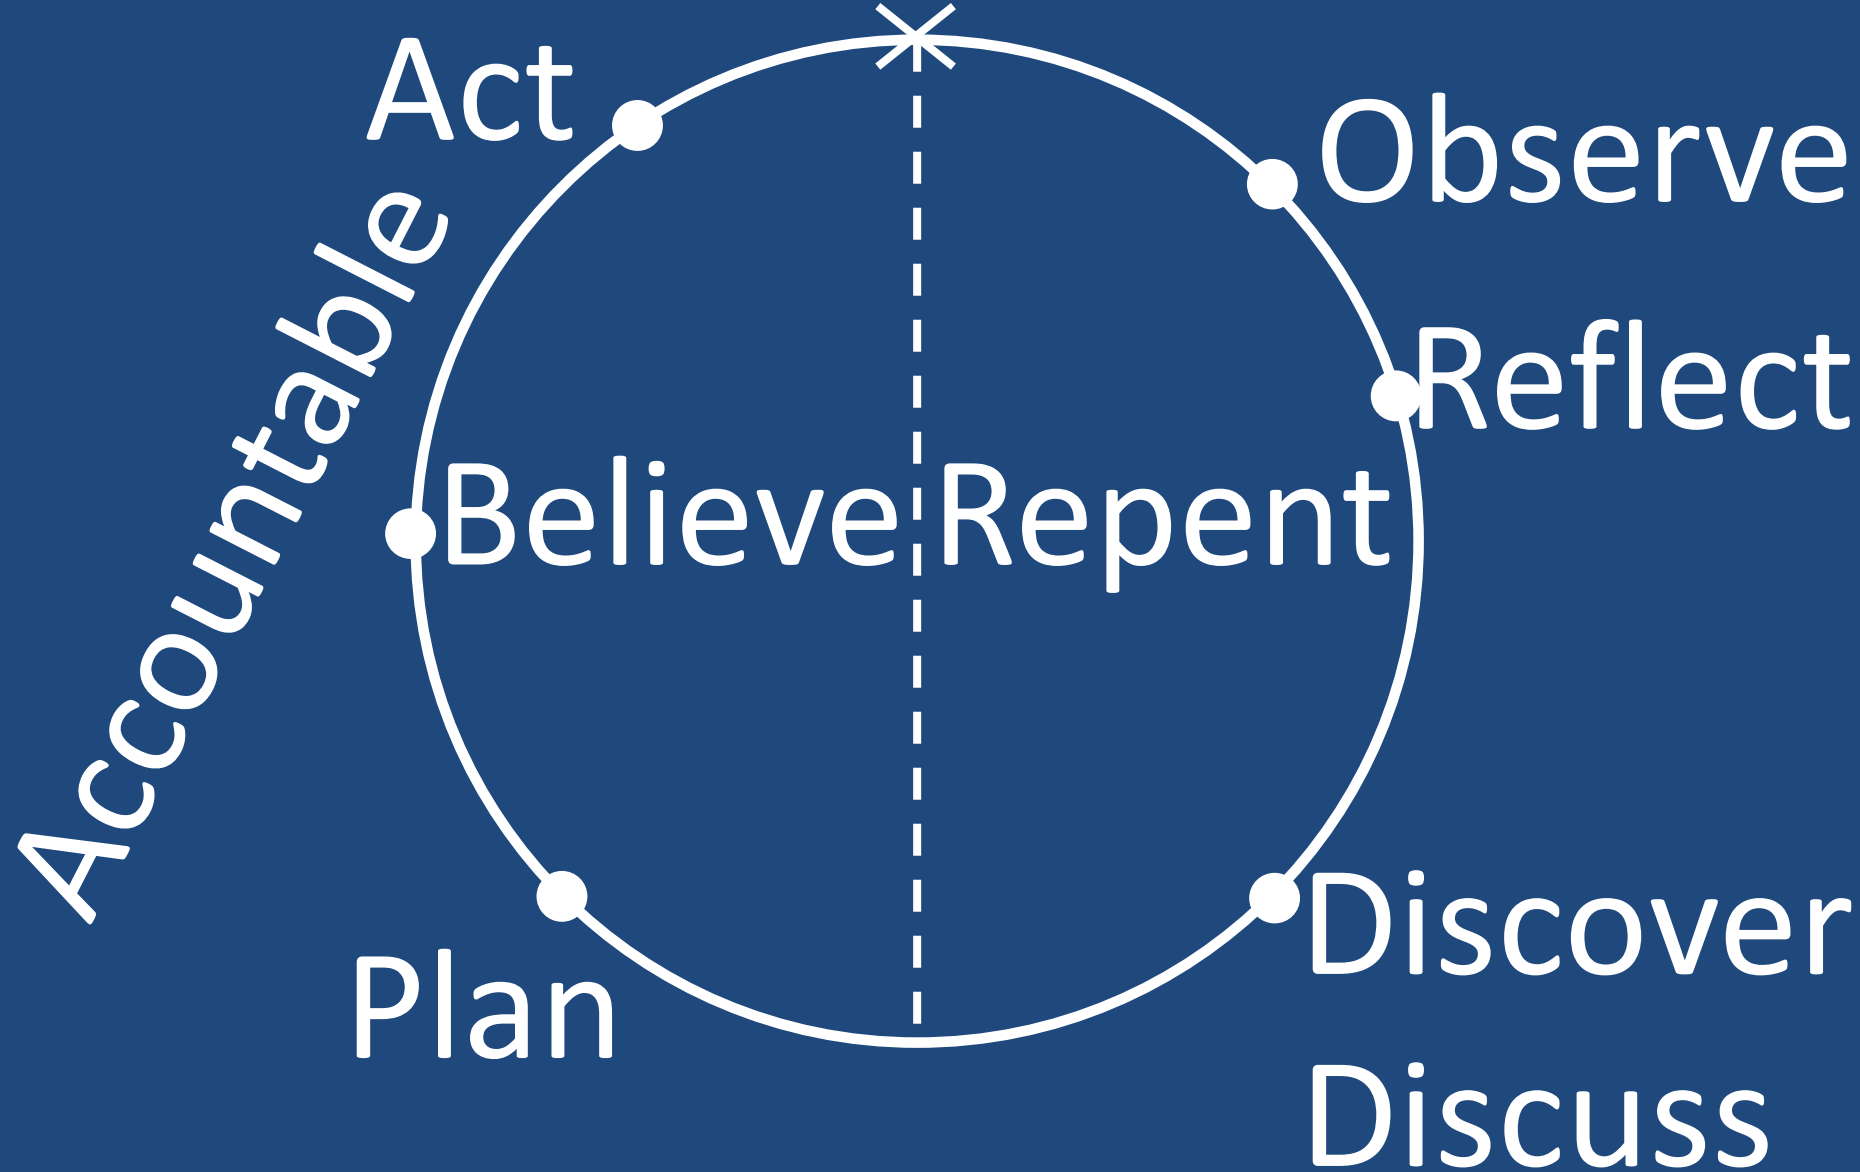 Act
Observe
Accountable
Reflect
Believe Repent
Discover
Plan
Discuss